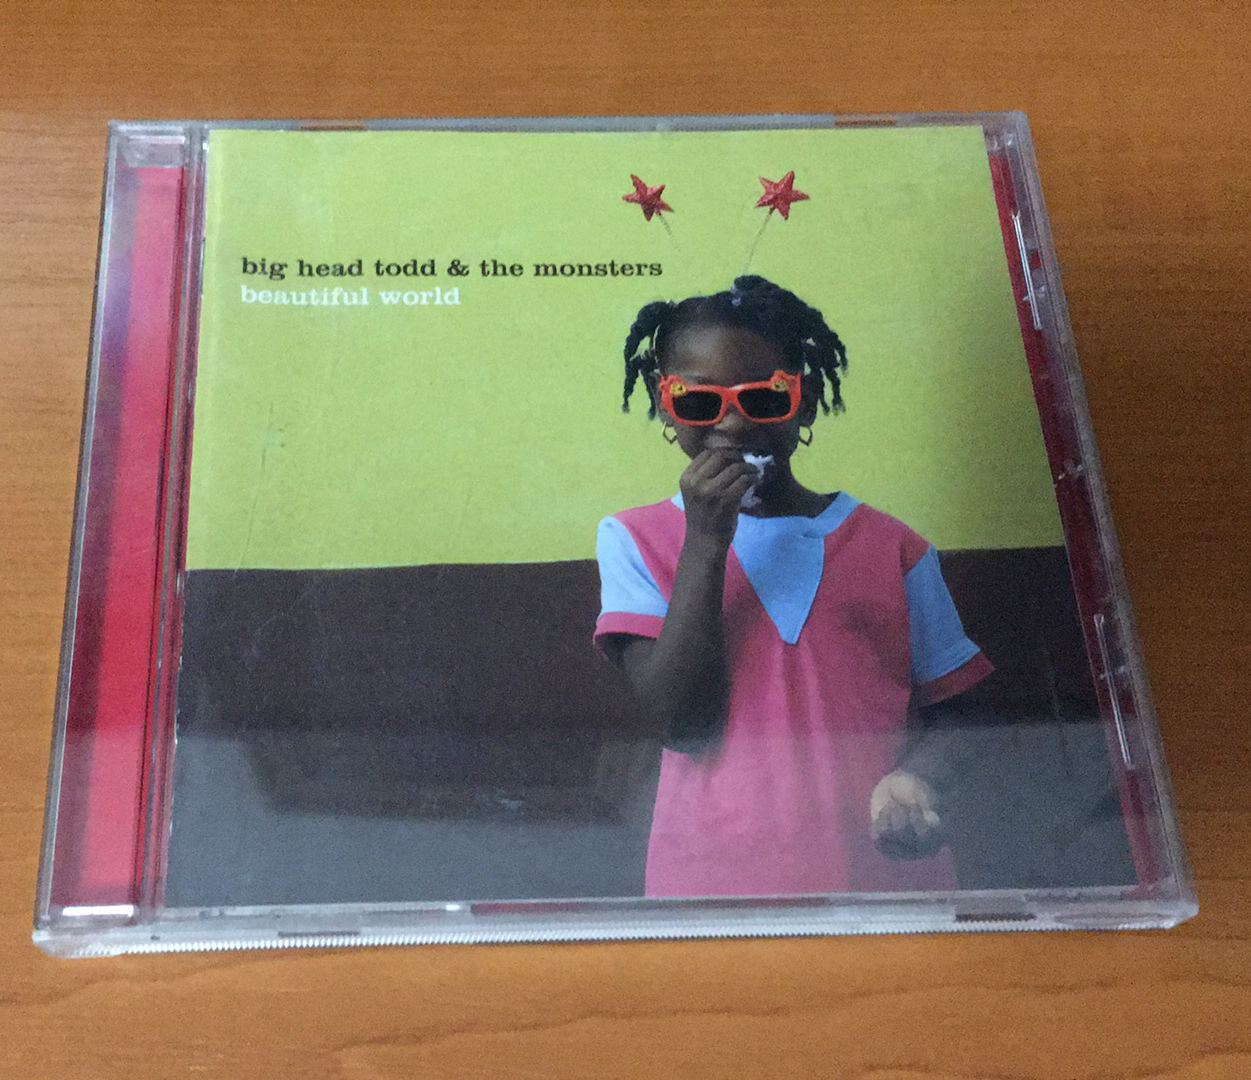 big head todd & the monsters
beautiful world